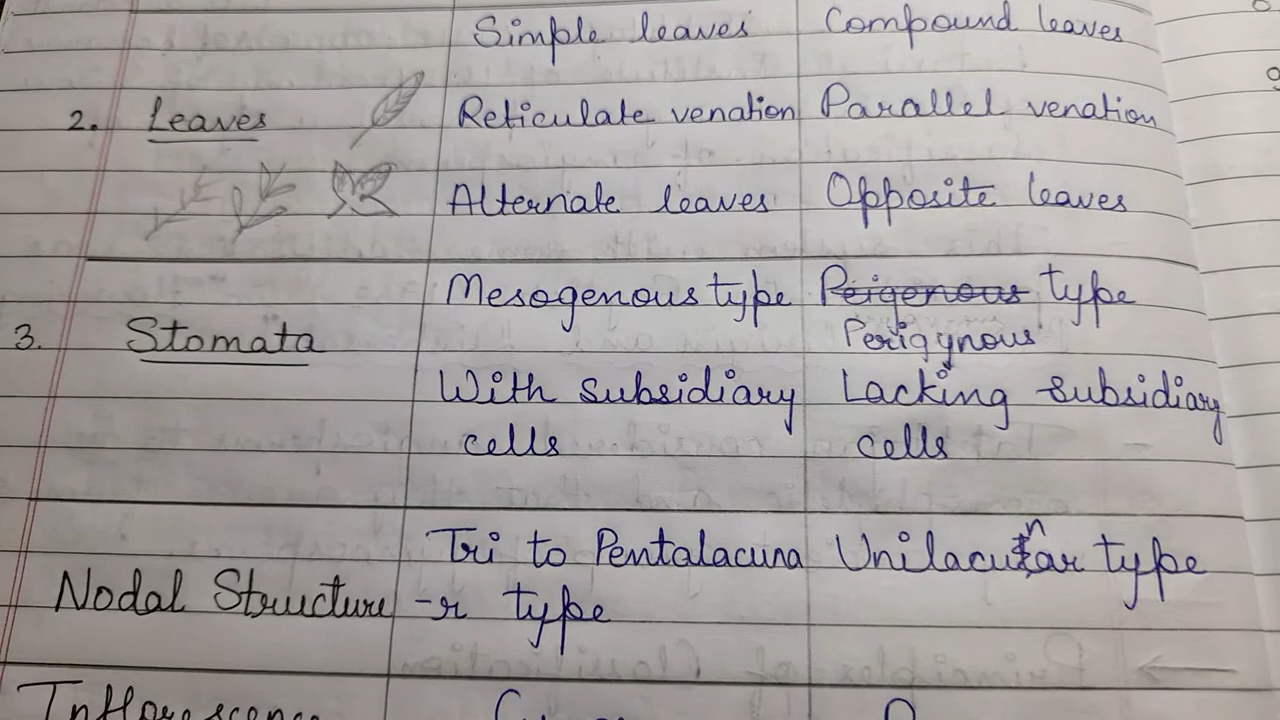 Simple leaves Compound leaves
2. Leaves Reticulate venation Parallel venation
Alternate leaves Opposite leaves
Mesogenous type Peigenous type
3. Stomata Perigynous
With subsidiary Lacking subsidiary
cells cells
Tri to Pentalacuna Unilacunar type
Nodal Structure -r type